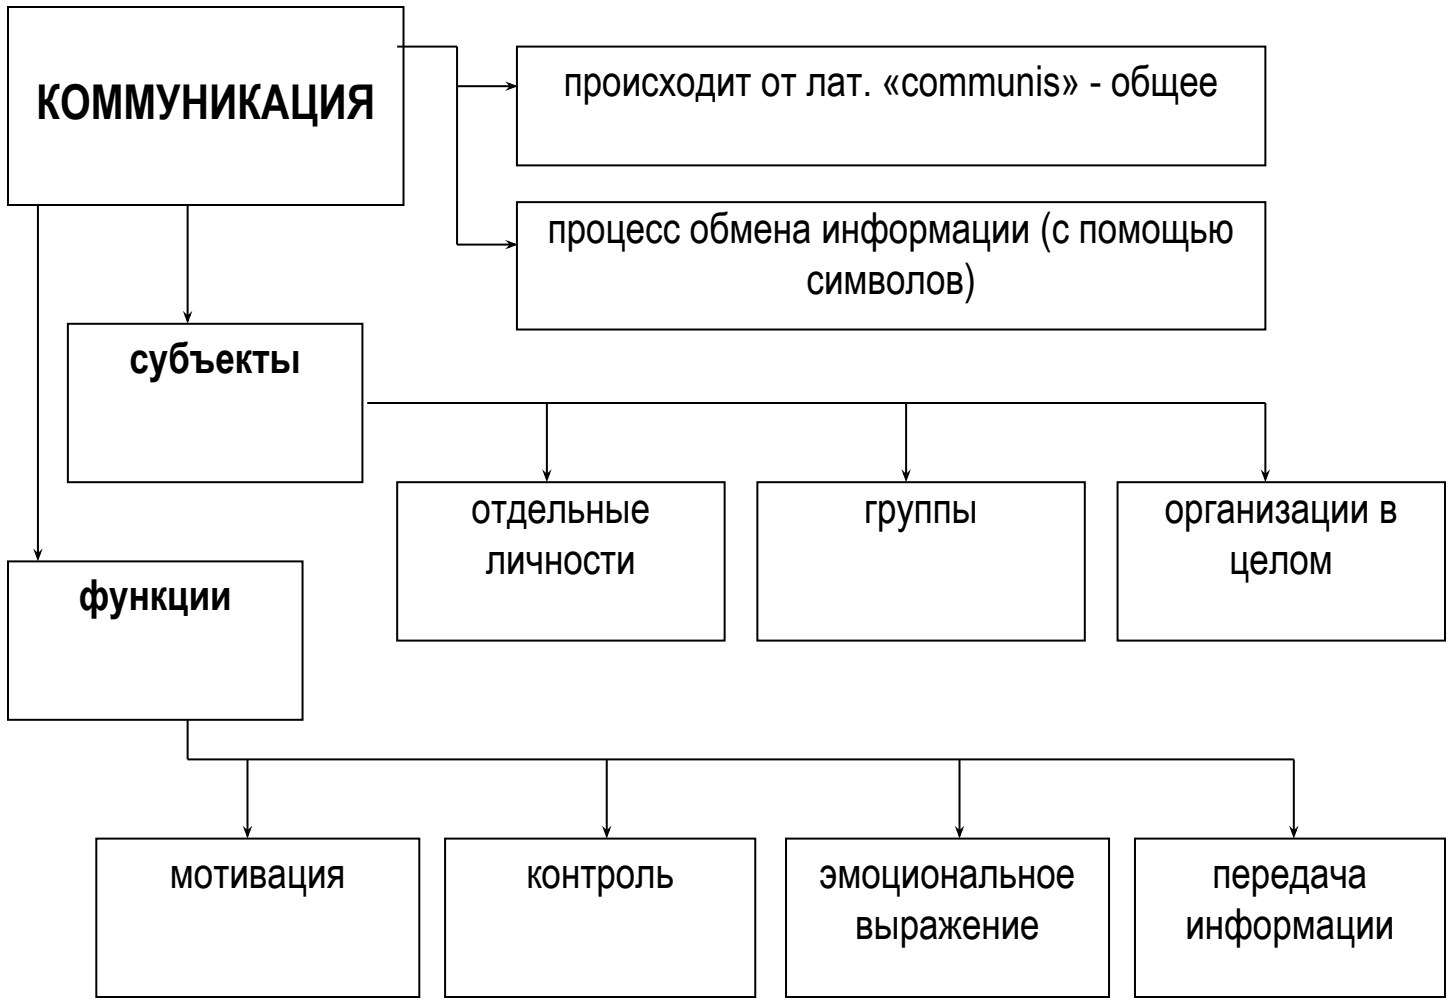 КОММУНИКАЦИЯ
происходит от лат. «communis» - общее
процесс обмена информации (с помощью
символов)
субъекты
отдельные
личности
группы
организации в
целом
функции
мотивация
контроль
эмоциональное
выражение
передача
информации